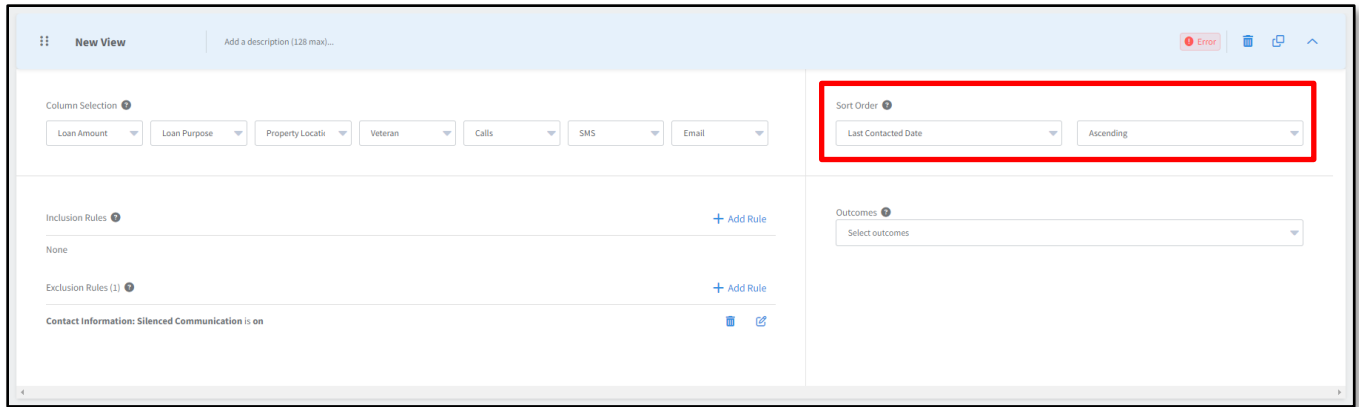 New View
Add a description (128 max)...
Error
Column Selection
Loan Amount
Loan Purpose
Property Locati
Veteran
Calls
SMS
Email
Sort Order
Last Contacted Date
Ascending
Inclusion Rules
+ Add Rule
None
Exclusion Rules (1)
+ Add Rule
Contact Information: Silenced Communication is on
Outcomes
Select outcomes